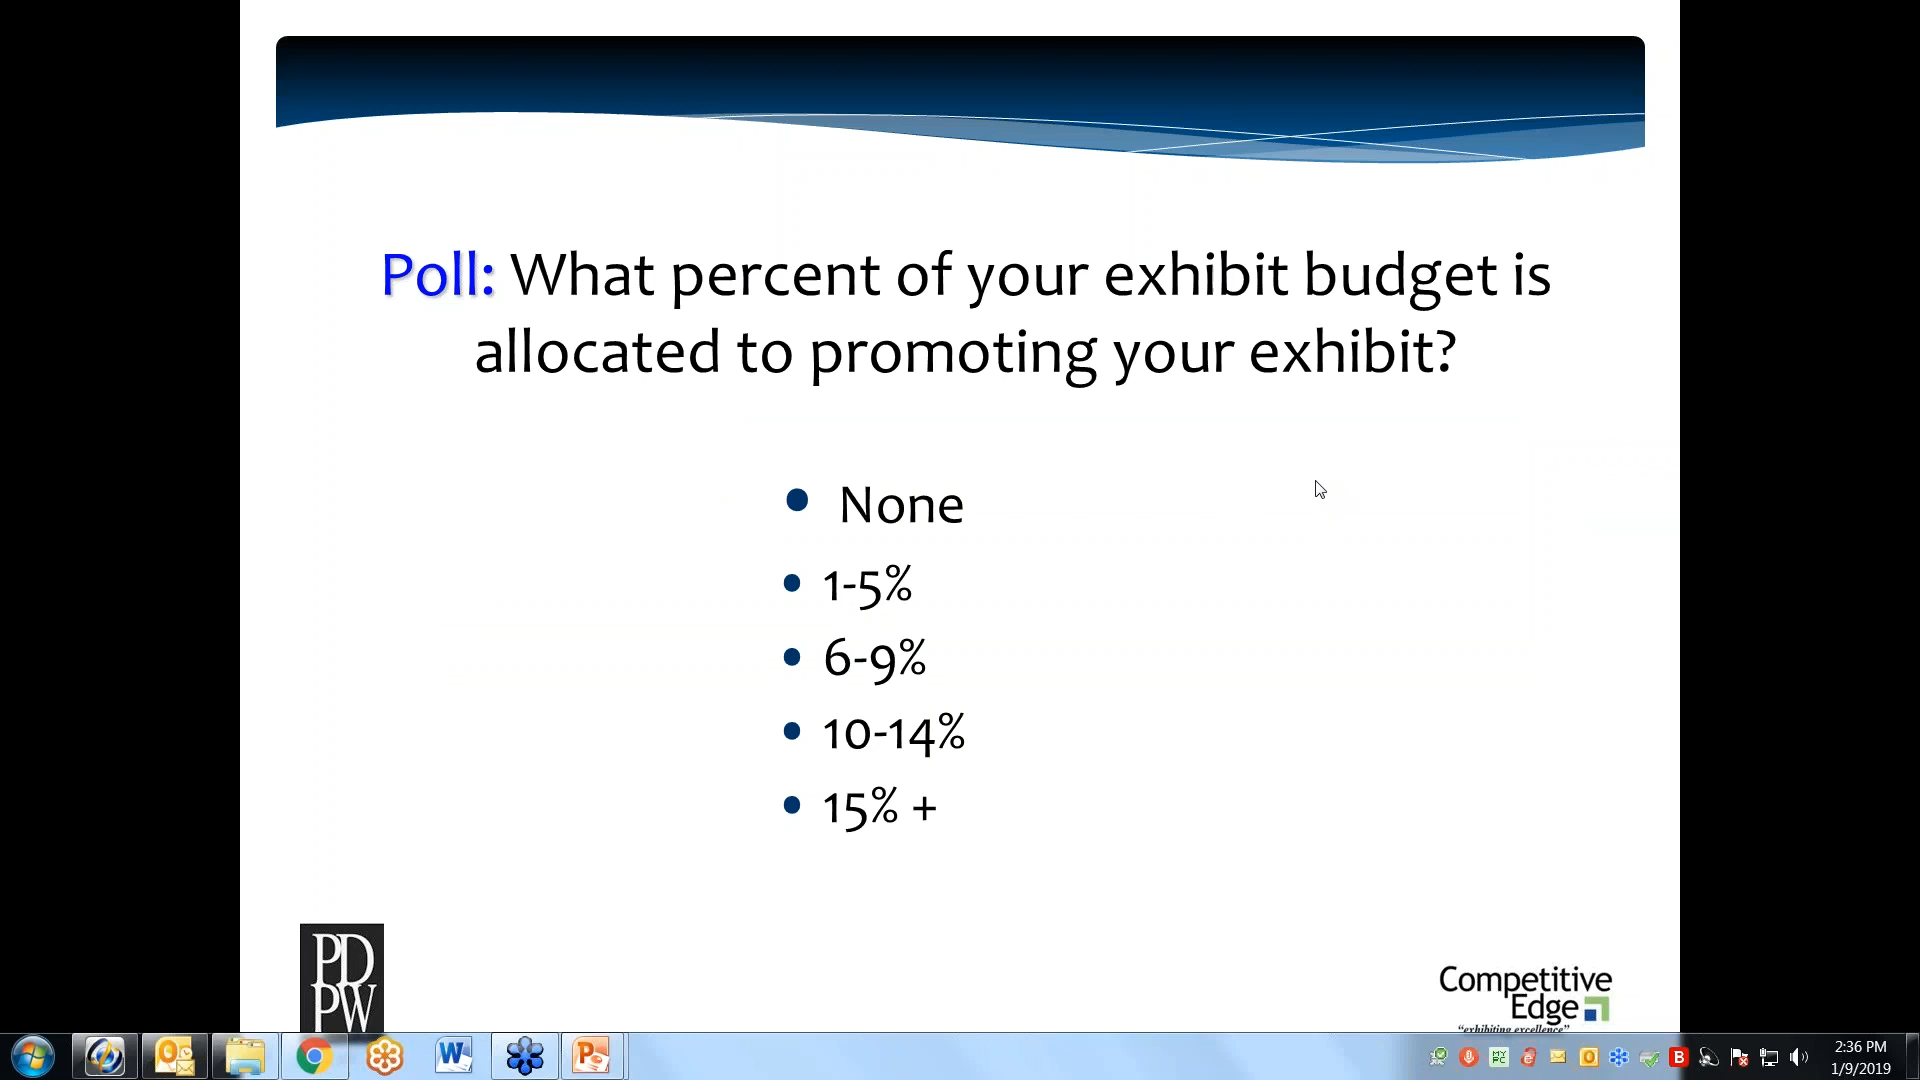 Poll: What percent of your exhibit budget is
allocated to promoting your exhibit?
• None
• 1-5%
• 6-9%
• 10-14%
• 15% +
PD
PW
Competitive
Edge
"exhibiting excellence"
2:36 PM
1/9/2019